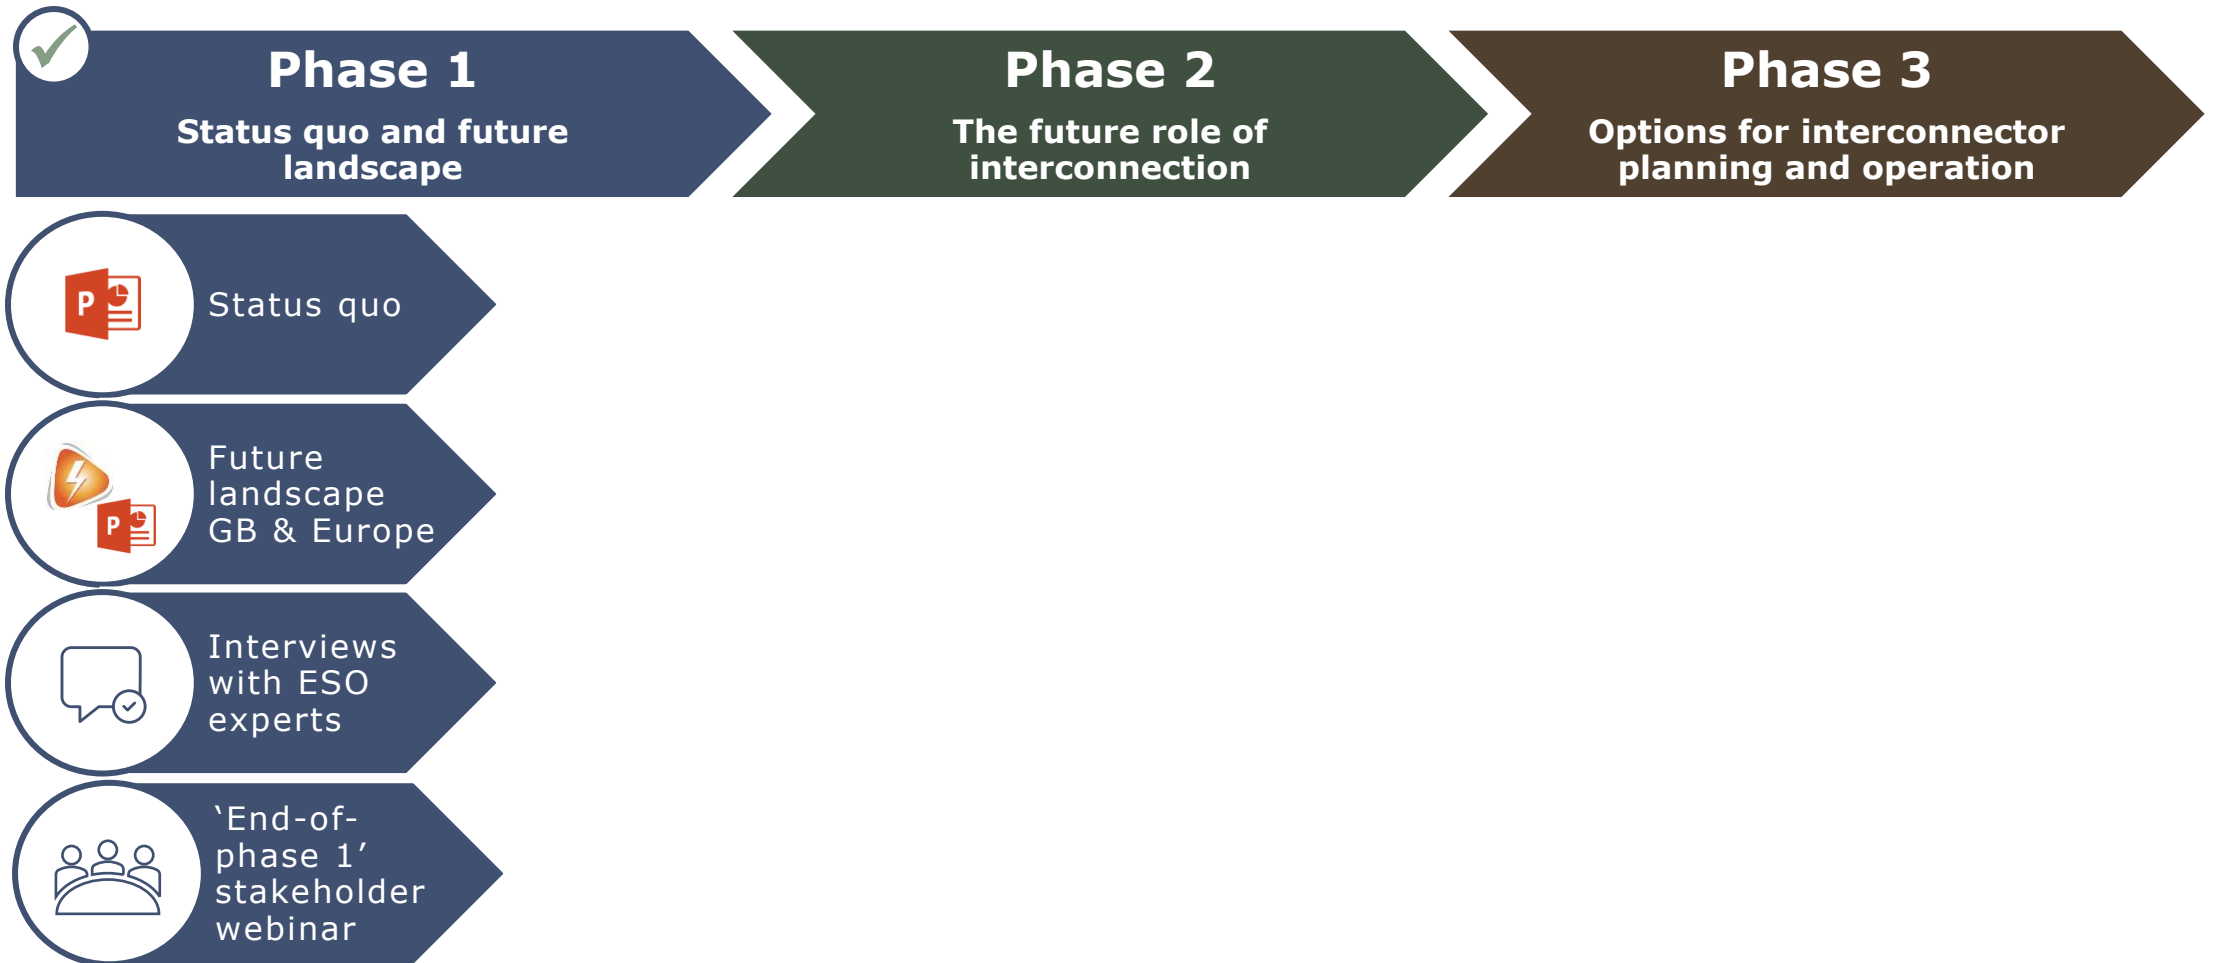 Phase 1
Status quo and future
landscape
Phase 2
The future role of
interconnection
Phase 3
Options for interconnector
planning and operation
P
Status quo
P
Future
landscape
GB & Europe
Interviews
with ESO
experts
‘End-of-
phase 1’
stakeholder
webinar